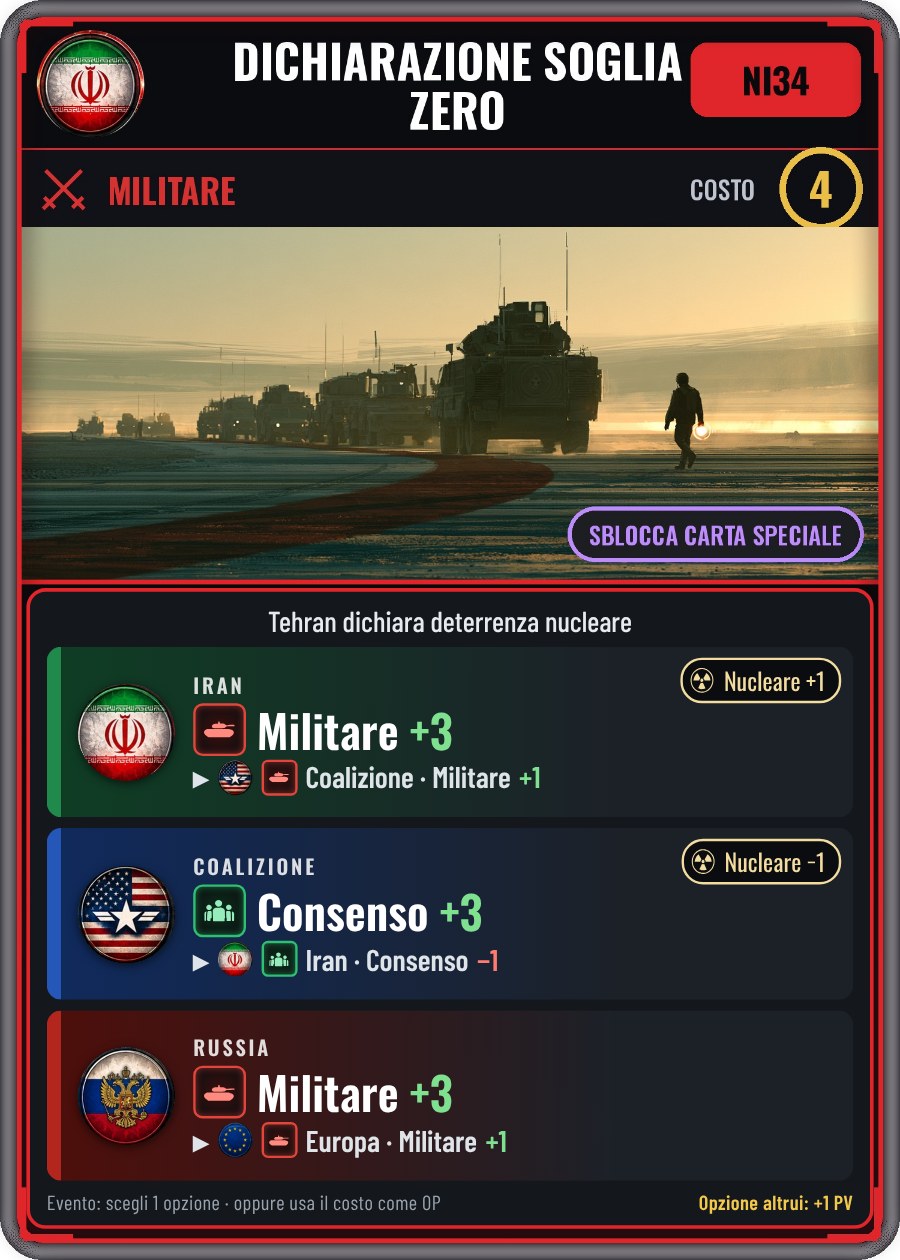 DICHIARAZIONE SOGLIA
ZERO
NI34
MILITARE
COSTO
4
SBLOCCA CARTA SPECIALE
Tehran dichiara deterrenza nucleare
IRAN
Nucleare +1
Militare +3
▶ Coalizione · Militare +1
COALIZIONE
Nucleare −1
Consenso +3
▶ Iran · Consenso −1
RUSSIA
Militare +3
▶ Europa · Militare +1
Evento: scegli 1 opzione · oppure usa il costo come OP
Opzione altrui: +1 PV